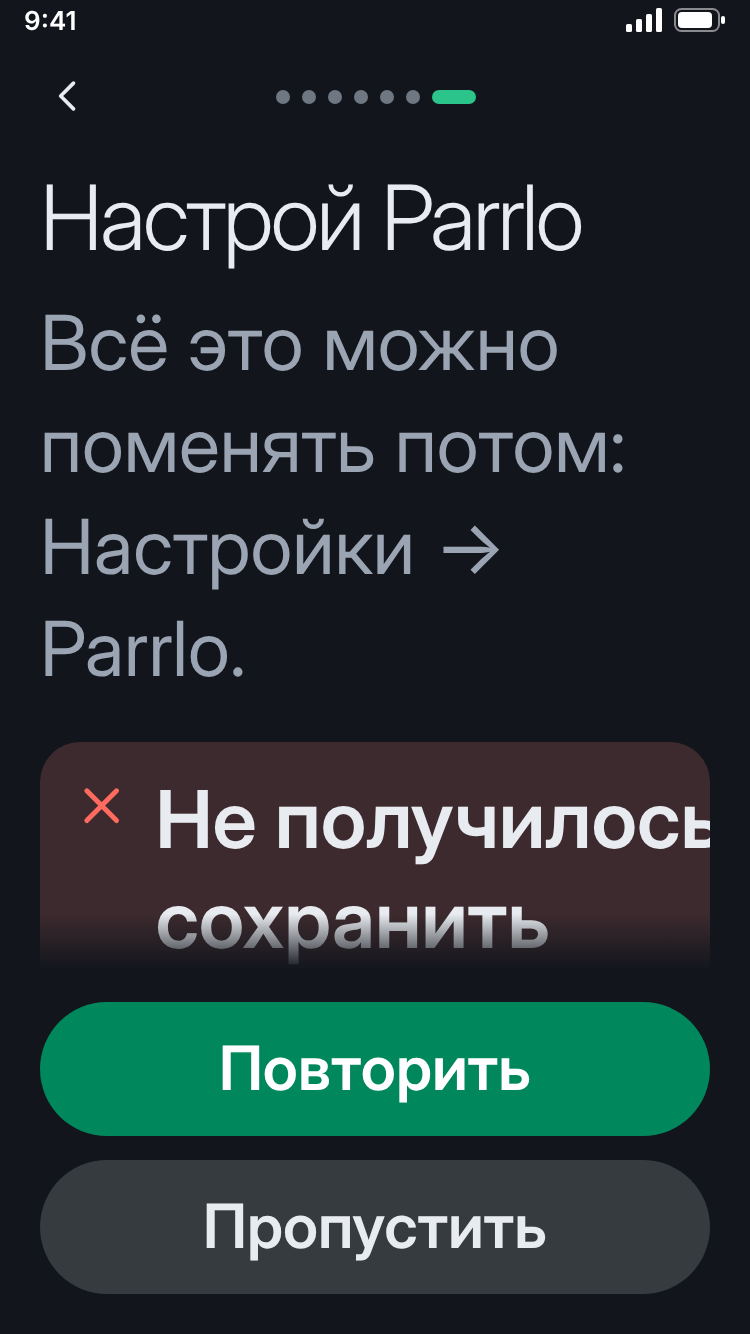 9:41
Настрой Parrlo
Всё это можно
поменять потом:
Настройки →
Parrlo.
Не получилось
сохранить
Повторить
Пропустить